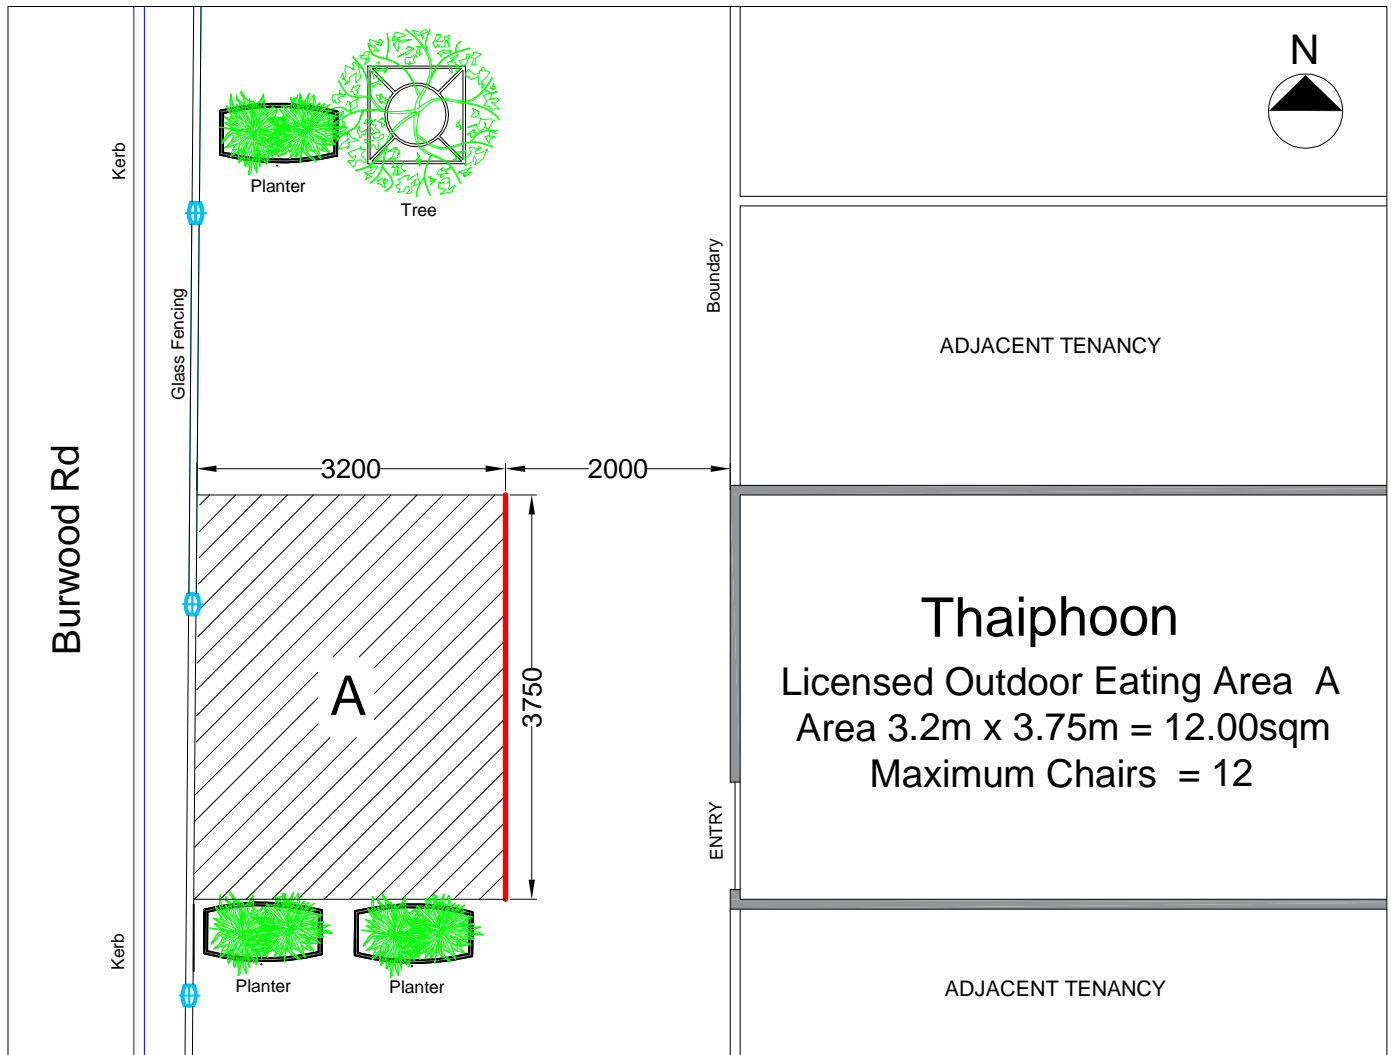 N
Kerb
Planter
Tree
Boundary
Glass Fencing
ADJACENT TENANCY
3200
2000
Burwood Rd
A
3750
Thaiphoon
Licensed Outdoor Eating Area A
Area 3.2m x 3.75m = 12.00sqm
Maximum Chairs = 12
ENTRY
Kerb
Planter
Planter
ADJACENT TENANCY